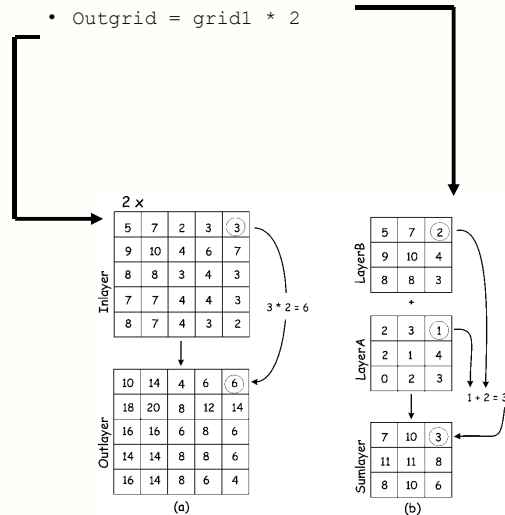 • Outgrid = grid1 * 2
2 x
Inlayer
5 7 2 3 3
9 10 4 6 7
8 8 3 4 3
7 7 4 4 3
8 7 4 3 2
3 * 2 = 6
Outlayer
10 14 4 6 6
18 20 8 12 14
16 16 6 8 6
14 14 8 8 6
16 14 8 6 4
(a)
LayerB
5 7 2
9 10 4
8 8 3
+
LayerA
2 3 1
2 1 4
0 2 3
1 + 2 = 3
Sumlayer
7 10 3
11 11 8
8 10 6
(b)